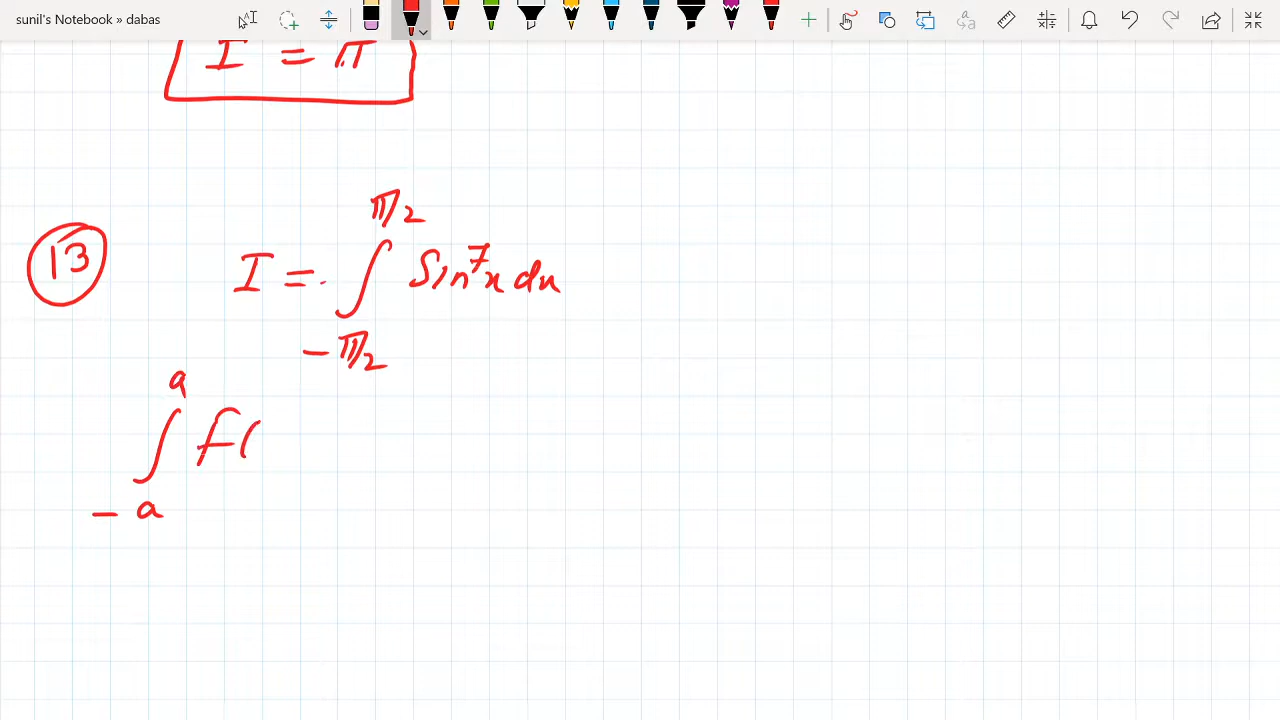 sunil's Notebook » dabas
I = π
13 I = ∫_{-π/2}^{π/2} Sin⁷x dx
∫_{-a}^{a} f(